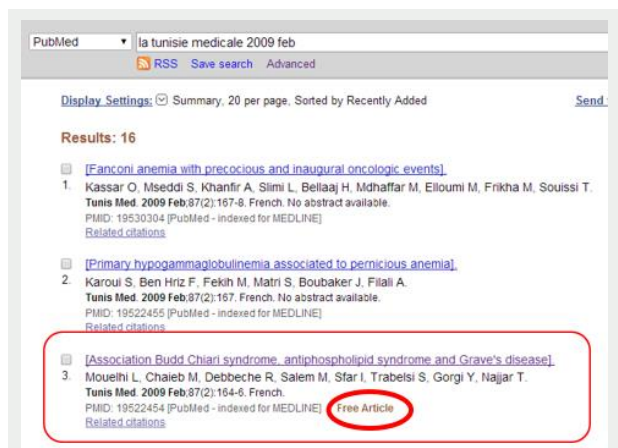 PubMed la tunisie medicale 2009 feb
RSS Save search Advanced
Display Settings: Summary, 20 per page, Sorted by Recently Added Send
Results: 16
[Fanconi anemia with precocious and inaugural oncologic events].
1. Kassar O, Mseddi S, Khanfir A, Slimi L, Bellaaj H, Mdhaffar M, Elloumi M, Frikha M, Souissi T.
Tunis Med. 2009 Feb;87(2):167-8. French. No abstract available.
PMID: 19530304 [PubMed - indexed for MEDLINE]
Related citations
[Primary hypogammaglobulinemia associated to pernicious anemia].
2. Karoui S, Ben Hriz F, Fekih M, Matri S, Boubaker J, Filali A.
Tunis Med. 2009 Feb;87(2):167. French. No abstract available.
PMID: 19522455 [PubMed - indexed for MEDLINE]
Related citations
[Association Budd Chiari syndrome, antiphospholipid syndrome and Grave's disease].
3. Mouelhi L, Chaieb M, Debbeche R, Salem M, Sfar I, Trabelsi S, Gorgi Y, Najjar T.
Tunis Med. 2009 Feb;87(2):164-6. French.
PMID: 19522454 [PubMed - indexed for MEDLINE] Free Article
Related citations